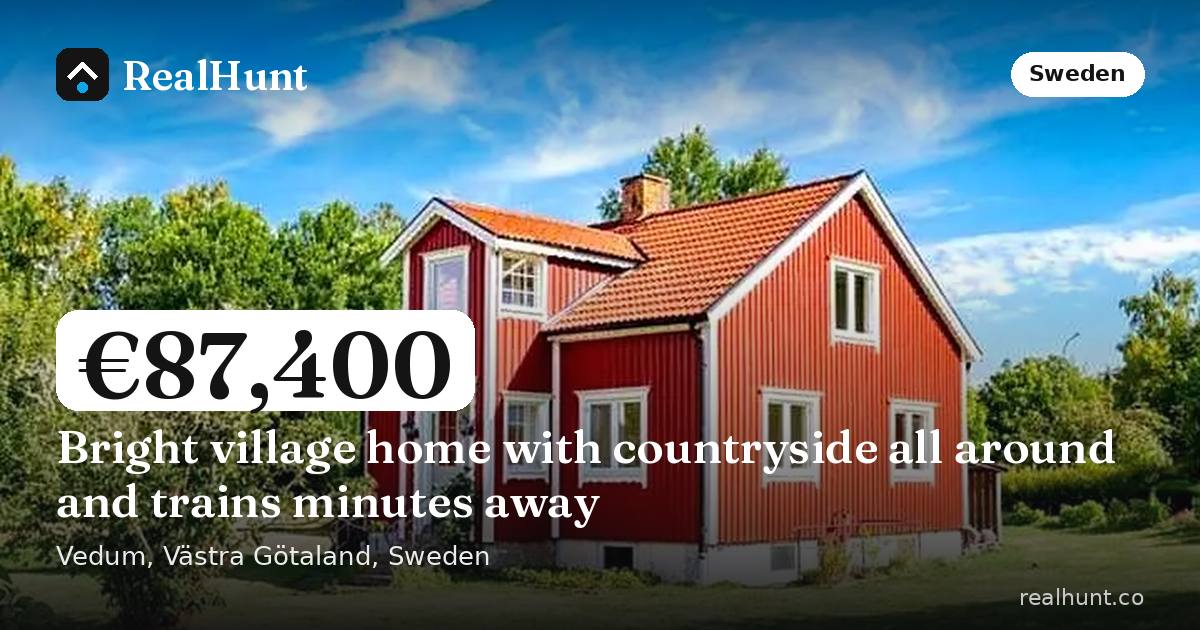 RealHunt
Sweden
€87,400
Bright village home with countryside all around
and trains minutes away
Vedum, Västra Götaland, Sweden
realhunt.co